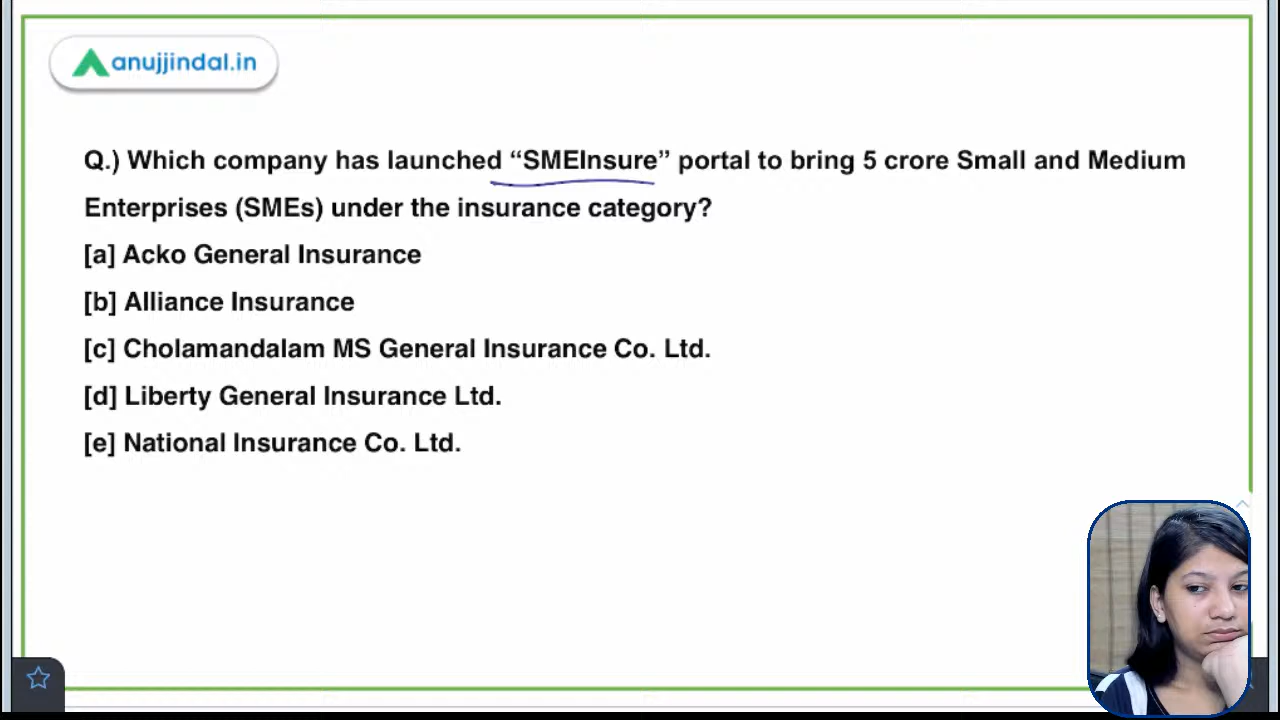 anujjindal.in
Q.) Which company has launched “SMEInsure” portal to bring 5 crore Small and Medium
Enterprises (SMEs) under the insurance category?
[a] Acko General Insurance
[b] Alliance Insurance
[c] Cholamandalam MS General Insurance Co. Ltd.
[d] Liberty General Insurance Ltd.
[e] National Insurance Co. Ltd.